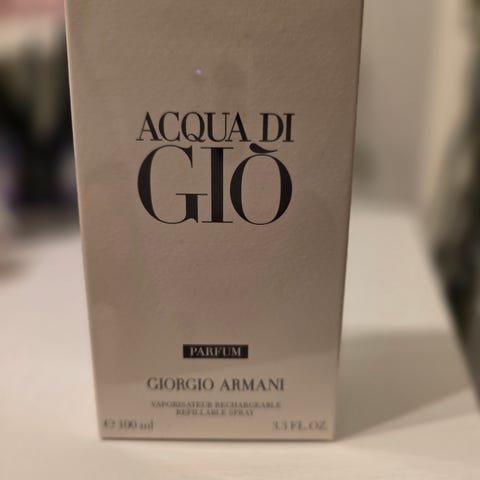 ACQUA DI
GIÒ
PARFUM
GIORGIO ARMANI
VAPORISATEUR RECHARGEABLE
REFILLABLE SPRAY
℮ 100 ml 3.3 FL. OZ